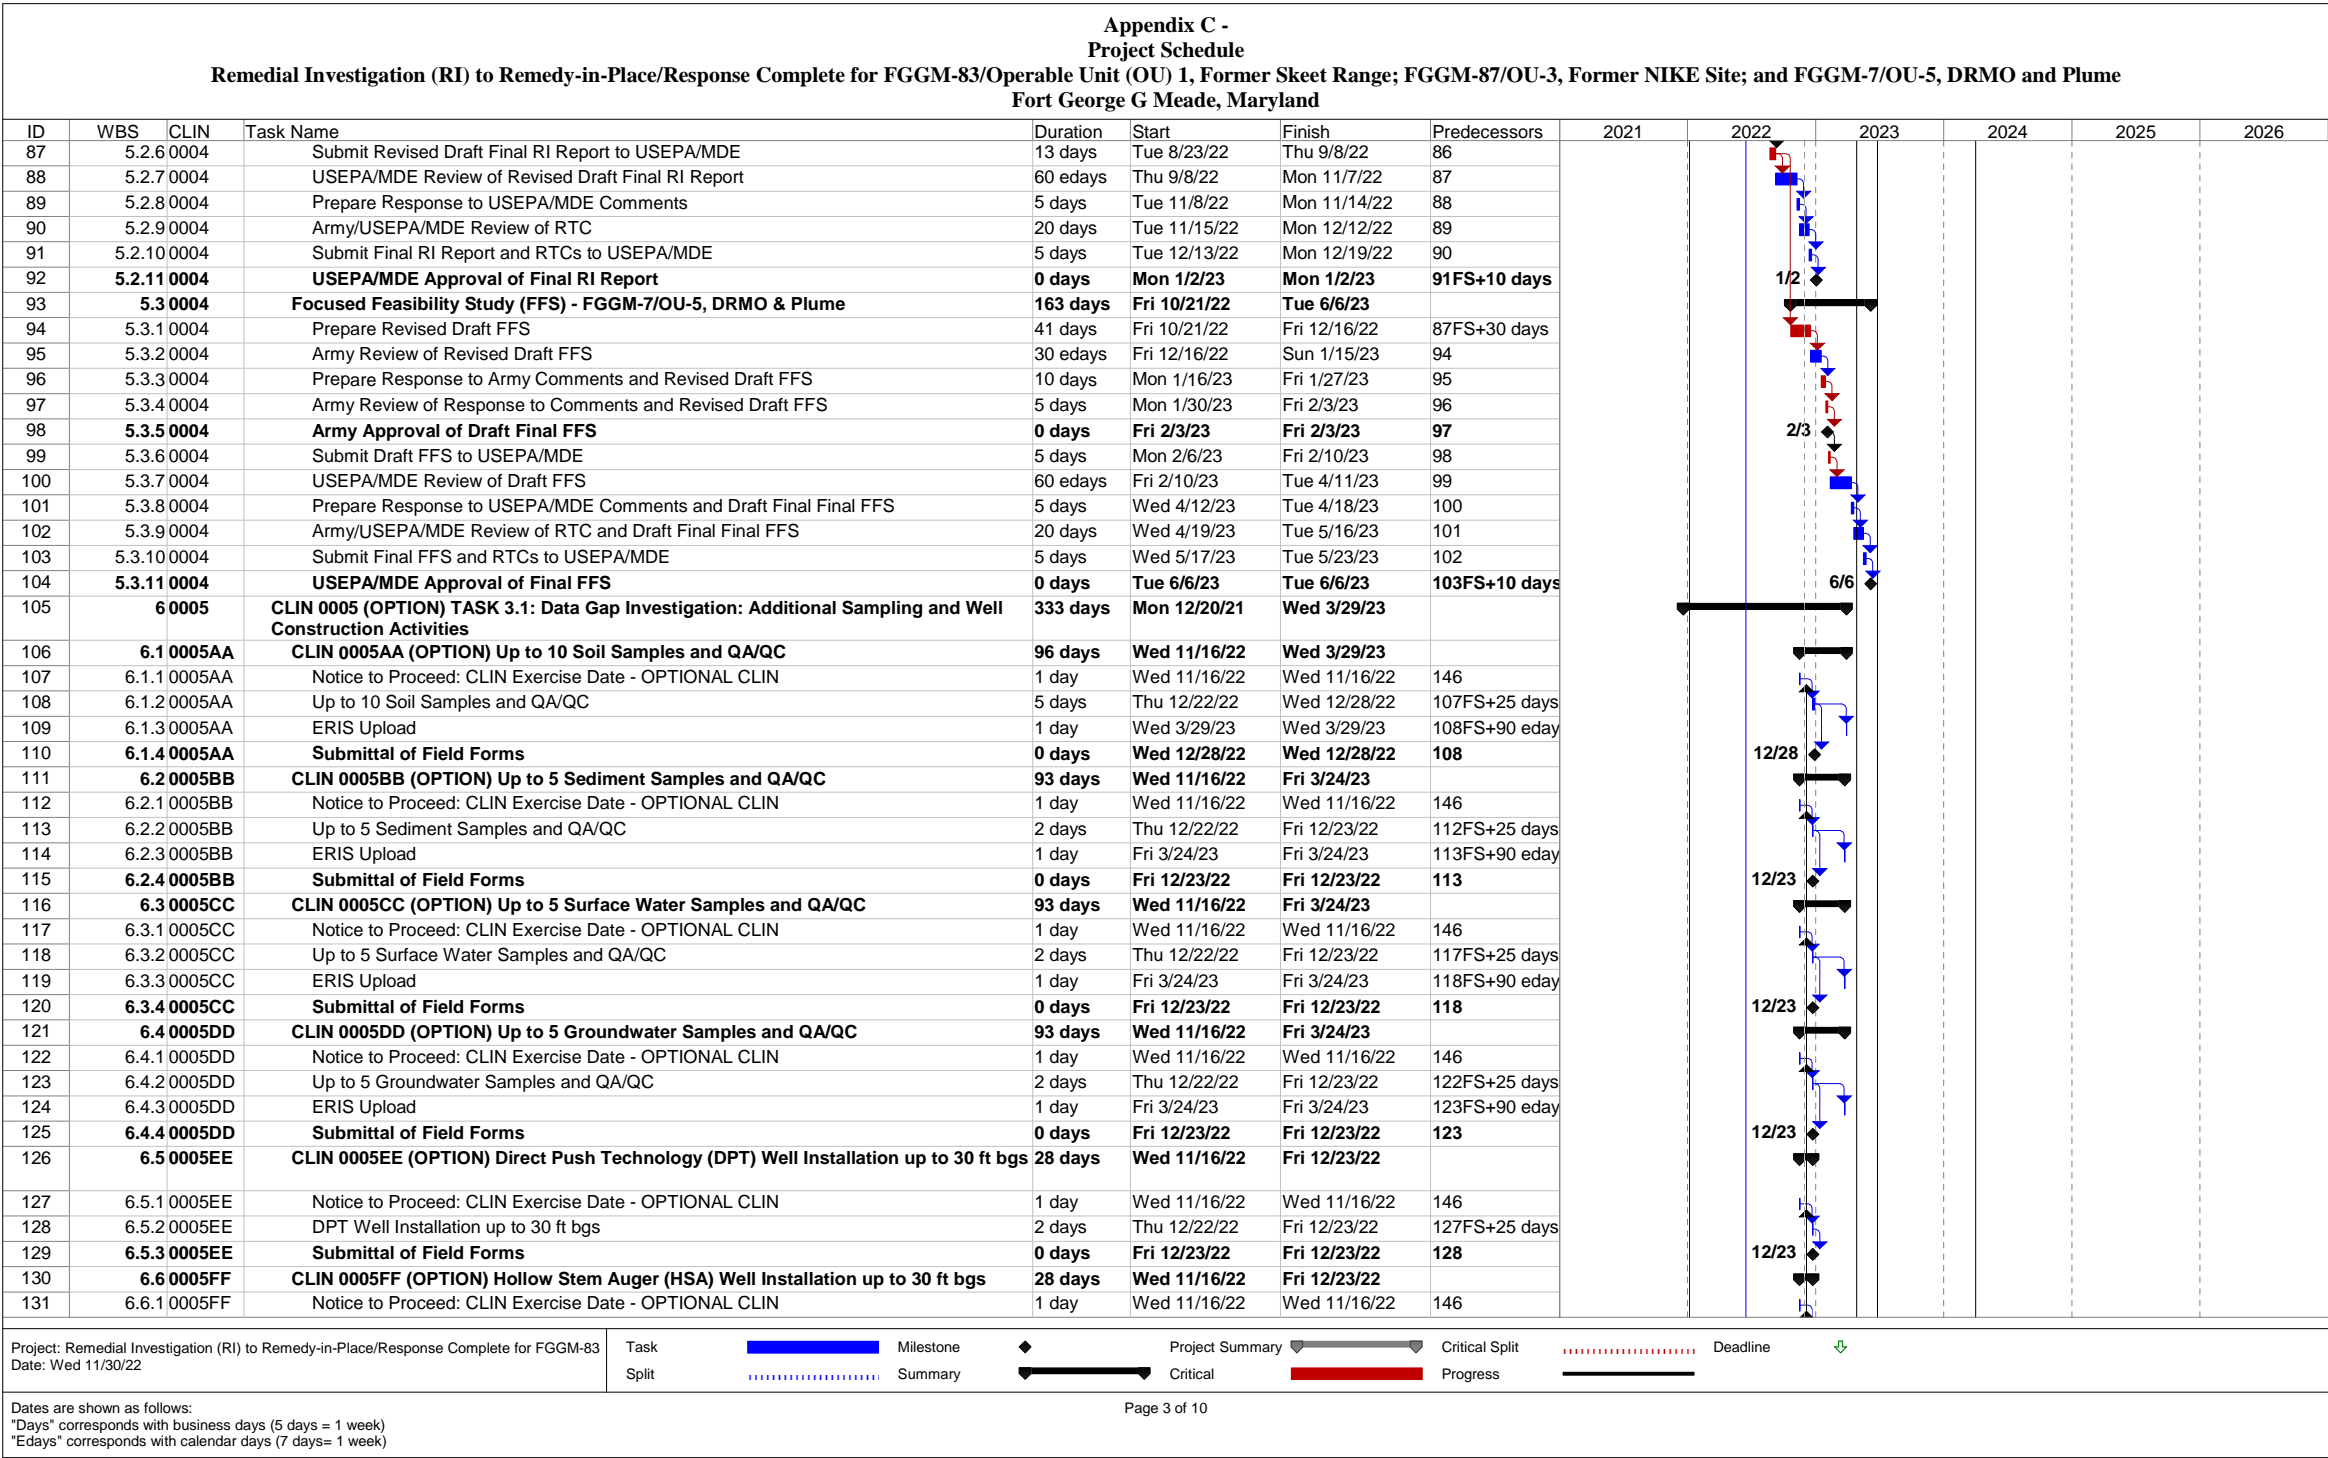 Appendix C -
Project Schedule
Remedial Investigation (RI) to Remedy-in-Place/Response Complete for FGGM-83/Operable Unit (OU) 1, Former Skeet Range; FGGM-87/OU-3, Former NIKE Site; and FGGM-7/OU-5, DRMO and Plume
Fort George G Meade, Maryland
ID WBS CLIN Task Name Duration Start Finish Predecessors 2021 2022 2023 2024 2025 2026
87 5.2.6 0004 Submit Revised Draft Final RI Report to USEPA/MDE 13 days Tue 8/23/22 Thu 9/8/22 86
88 5.2.7 0004 USEPA/MDE Review of Revised Draft Final RI Report 60 edays Thu 9/8/22 Mon 11/7/22 87
89 5.2.8 0004 Prepare Response to USEPA/MDE Comments 5 days Tue 11/8/22 Mon 11/14/22 88
90 5.2.9 0004 Army/USEPA/MDE Review of RTC 20 days Tue 11/15/22 Mon 12/12/22 89
91 5.2.10 0004 Submit Final RI Report and RTCs to USEPA/MDE 5 days Tue 12/13/22 Mon 12/19/22 90
92 5.2.11 0004 USEPA/MDE Approval of Final RI Report 0 days Mon 1/2/23 Mon 1/2/23 91FS+10 days 1/2
93 5.3 0004 Focused Feasibility Study (FFS) - FGGM-7/OU-5, DRMO & Plume 163 days Fri 10/21/22 Tue 6/6/23
94 5.3.1 0004 Prepare Revised Draft FFS 41 days Fri 10/21/22 Fri 12/16/22 87FS+30 days
95 5.3.2 0004 Army Review of Revised Draft FFS 30 edays Fri 12/16/22 Sun 1/15/23 94
96 5.3.3 0004 Prepare Response to Army Comments and Revised Draft FFS 10 days Mon 1/16/23 Fri 1/27/23 95
97 5.3.4 0004 Army Review of Response to Comments and Revised Draft FFS 5 days Mon 1/30/23 Fri 2/3/23 96
98 5.3.5 0004 Army Approval of Draft Final FFS 0 days Fri 2/3/23 Fri 2/3/23 97 2/3
99 5.3.6 0004 Submit Draft FFS to USEPA/MDE 5 days Mon 2/6/23 Fri 2/10/23 98
100 5.3.7 0004 USEPA/MDE Review of Draft FFS 60 edays Fri 2/10/23 Tue 4/11/23 99
101 5.3.8 0004 Prepare Response to USEPA/MDE Comments and Draft Final Final FFS 5 days Wed 4/12/23 Tue 4/18/23 100
102 5.3.9 0004 Army/USEPA/MDE Review of RTC and Draft Final Final FFS 20 days Wed 4/19/23 Tue 5/16/23 101
103 5.3.10 0004 Submit Final FFS and RTCs to USEPA/MDE 5 days Wed 5/17/23 Tue 5/23/23 102
104 5.3.11 0004 USEPA/MDE Approval of Final FFS 0 days Tue 6/6/23 Tue 6/6/23 103FS+10 days 6/6
105 6 0005 CLIN 0005 (OPTION) TASK 3.1: Data Gap Investigation: Additional Sampling and Well 333 days Mon 12/20/21 Wed 3/29/23
Construction Activities
106 6.1 0005AA CLIN 0005AA (OPTION) Up to 10 Soil Samples and QA/QC 96 days Wed 11/16/22 Wed 3/29/23
107 6.1.1 0005AA Notice to Proceed: CLIN Exercise Date - OPTIONAL CLIN 1 day Wed 11/16/22 Wed 11/16/22 146
108 6.1.2 0005AA Up to 10 Soil Samples and QA/QC 5 days Thu 12/22/22 Wed 12/28/22 107FS+25 days
109 6.1.3 0005AA ERIS Upload 1 day Wed 3/29/23 Wed 3/29/23 108FS+90 eday
110 6.1.4 0005AA Submittal of Field Forms 0 days Wed 12/28/22 Wed 12/28/22 108 12/28
111 6.2 0005BB CLIN 0005BB (OPTION) Up to 5 Sediment Samples and QA/QC 93 days Wed 11/16/22 Fri 3/24/23
112 6.2.1 0005BB Notice to Proceed: CLIN Exercise Date - OPTIONAL CLIN 1 day Wed 11/16/22 Wed 11/16/22 146
113 6.2.2 0005BB Up to 5 Sediment Samples and QA/QC 2 days Thu 12/22/22 Fri 12/23/22 112FS+25 days
114 6.2.3 0005BB ERIS Upload 1 day Fri 3/24/23 Fri 3/24/23 113FS+90 eday
115 6.2.4 0005BB Submittal of Field Forms 0 days Fri 12/23/22 Fri 12/23/22 113 12/23
116 6.3 0005CC CLIN 0005CC (OPTION) Up to 5 Surface Water Samples and QA/QC 93 days Wed 11/16/22 Fri 3/24/23
117 6.3.1 0005CC Notice to Proceed: CLIN Exercise Date - OPTIONAL CLIN 1 day Wed 11/16/22 Wed 11/16/22 146
118 6.3.2 0005CC Up to 5 Surface Water Samples and QA/QC 2 days Thu 12/22/22 Fri 12/23/22 117FS+25 days
119 6.3.3 0005CC ERIS Upload 1 day Fri 3/24/23 Fri 3/24/23 118FS+90 eday
120 6.3.4 0005CC Submittal of Field Forms 0 days Fri 12/23/22 Fri 12/23/22 118 12/23
121 6.4 0005DD CLIN 0005DD (OPTION) Up to 5 Groundwater Samples and QA/QC 93 days Wed 11/16/22 Fri 3/24/23
122 6.4.1 0005DD Notice to Proceed: CLIN Exercise Date - OPTIONAL CLIN 1 day Wed 11/16/22 Wed 11/16/22 146
123 6.4.2 0005DD Up to 5 Groundwater Samples and QA/QC 2 days Thu 12/22/22 Fri 12/23/22 122FS+25 days
124 6.4.3 0005DD ERIS Upload 1 day Fri 3/24/23 Fri 3/24/23 123FS+90 eday
125 6.4.4 0005DD Submittal of Field Forms 0 days Fri 12/23/22 Fri 12/23/22 123 12/23
126 6.5 0005EE CLIN 0005EE (OPTION) Direct Push Technology (DPT) Well Installation up to 30 ft bgs 28 days Wed 11/16/22 Fri 12/23/22
127 6.5.1 0005EE Notice to Proceed: CLIN Exercise Date - OPTIONAL CLIN 1 day Wed 11/16/22 Wed 11/16/22 146
128 6.5.2 0005EE DPT Well Installation up to 30 ft bgs 2 days Thu 12/22/22 Fri 12/23/22 127FS+25 days
129 6.5.3 0005EE Submittal of Field Forms 0 days Fri 12/23/22 Fri 12/23/22 128 12/23
130 6.6 0005FF CLIN 0005FF (OPTION) Hollow Stem Auger (HSA) Well Installation up to 30 ft bgs 28 days Wed 11/16/22 Fri 12/23/22
131 6.6.1 0005FF Notice to Proceed: CLIN Exercise Date - OPTIONAL CLIN 1 day Wed 11/16/22 Wed 11/16/22 146
Project: Remedial Investigation (RI) to Remedy-in-Place/Response Complete for FGGM-83
Date: Wed 11/30/22
Task Milestone Project Summary Critical Split Deadline
Split Summary Critical Progress
Dates are shown as follows:
"Days" corresponds with business days (5 days = 1 week)
"Edays" corresponds with calendar days (7 days= 1 week)
Page 3 of 10